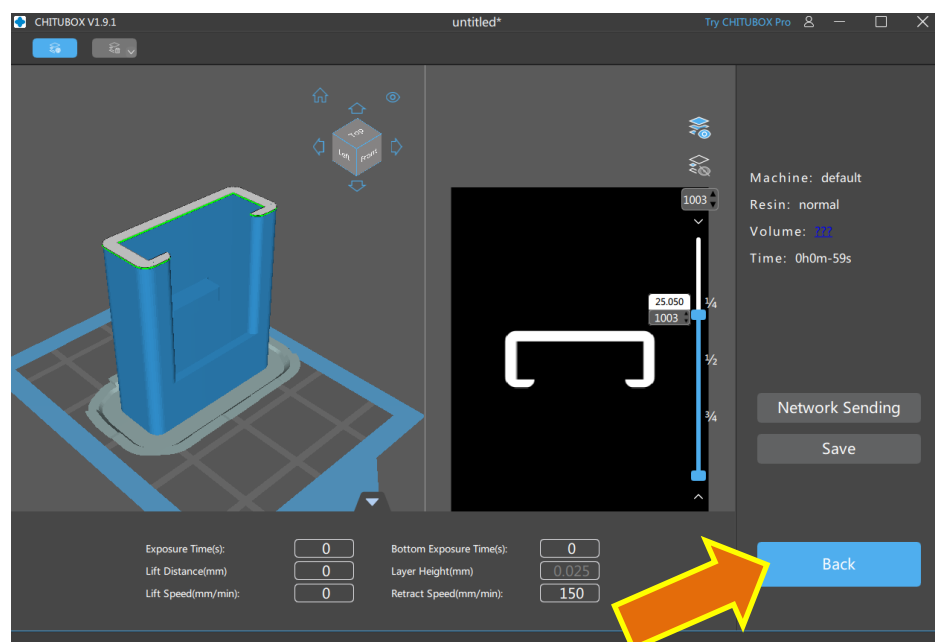 CHITUBOX V1.9.1
untitled*
Try CHITUBOX Pro
Top
Left
Front
1003
25.050
1003
1/4
1/2
3/4
Machine: default
Resin: normal
Volume: ???
Time: 0h0m-59s
Network Sending
Save
Back
Exposure Time(s): 0
Bottom Exposure Time(s): 0
Lift Distance(mm) 0
Layer Height(mm) 0.025
Lift Speed(mm/min): 0
Retract Speed(mm/min): 150